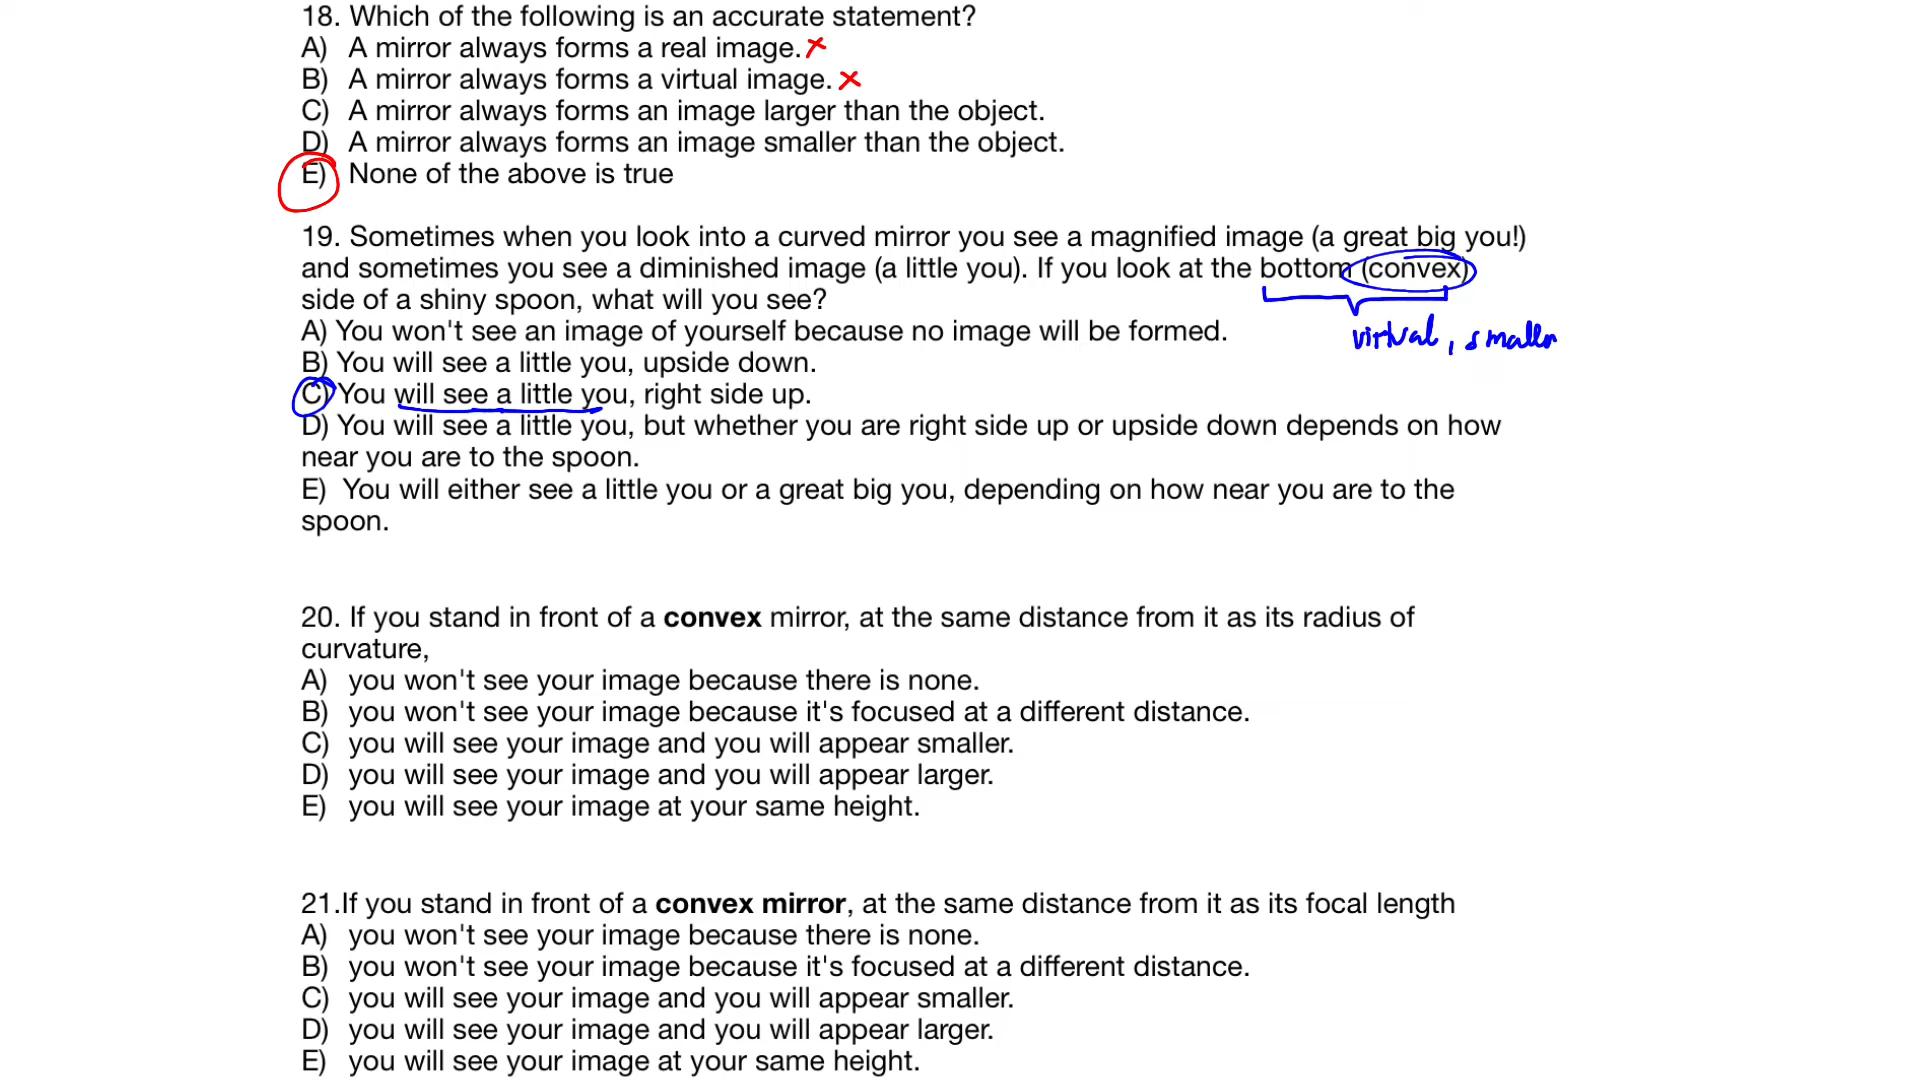 18. Which of the following is an accurate statement?
A) A mirror always forms a real image. ×
B) A mirror always forms a virtual image. ×
C) A mirror always forms an image larger than the object.
D) A mirror always forms an image smaller than the object.
E) None of the above is true
19. Sometimes when you look into a curved mirror you see a magnified image (a great big you!)
and sometimes you see a diminished image (a little you). If you look at the bottom (convex)
side of a shiny spoon, what will you see?
A) You won't see an image of yourself because no image will be formed.
virtual, smaller
B) You will see a little you, upside down.
C) You will see a little you, right side up.
D) You will see a little you, but whether you are right side up or upside down depends on how
near you are to the spoon.
E) You will either see a little you or a great big you, depending on how near you are to the
spoon.
20. If you stand in front of a convex mirror, at the same distance from it as its radius of
curvature,
A) you won't see your image because there is none.
B) you won't see your image because it's focused at a different distance.
C) you will see your image and you will appear smaller.
D) you will see your image and you will appear larger.
E) you will see your image at your same height.
21.If you stand in front of a convex mirror, at the same distance from it as its focal length
A) you won't see your image because there is none.
B) you won't see your image because it's focused at a different distance.
C) you will see your image and you will appear smaller.
D) you will see your image and you will appear larger.
E) you will see your image at your same height.